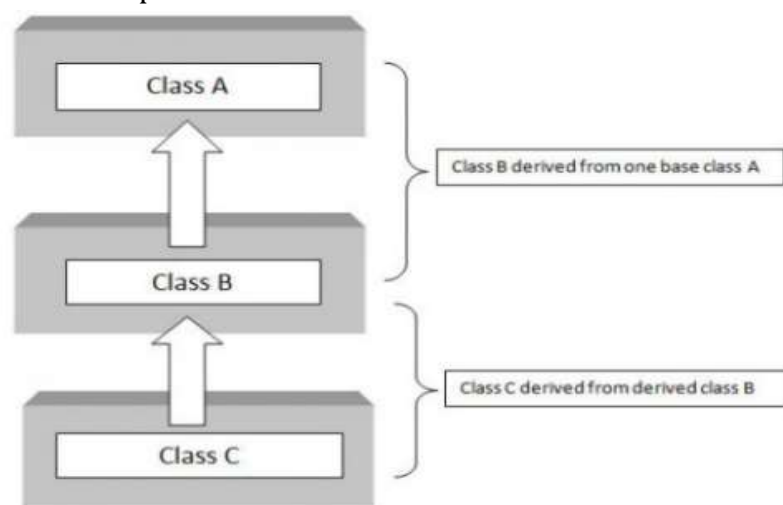 Class A
Class B derived from one base class A
Class B
Class C derived from derived class B
Class C